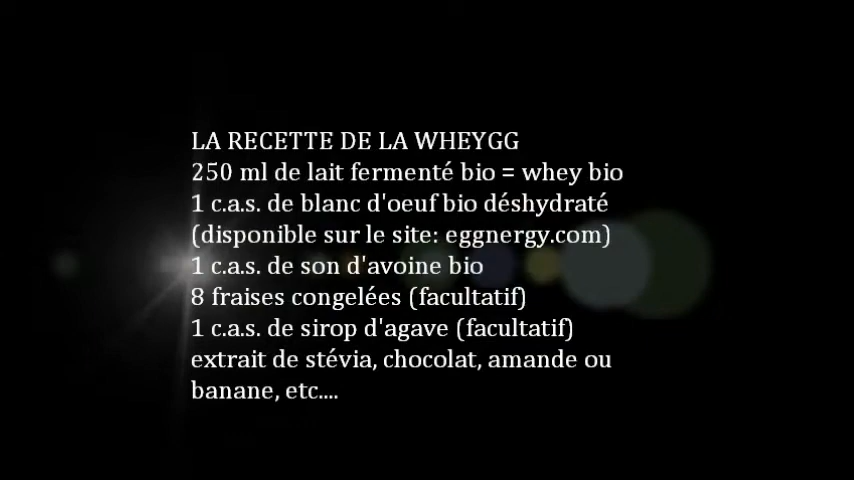 LA RECETTE DE LA WHEYGG
250 ml de lait fermenté bio = whey bio
1 c.a.s. de blanc d'oeuf bio déshydraté
(disponible sur le site: eggnergy.com)
1 c.a.s. de son d'avoine bio
8 fraises congelées (facultatif)
1 c.a.s. de sirop d'agave (facultatif)
extrait de stévia, chocolat, amande ou
banane, etc....